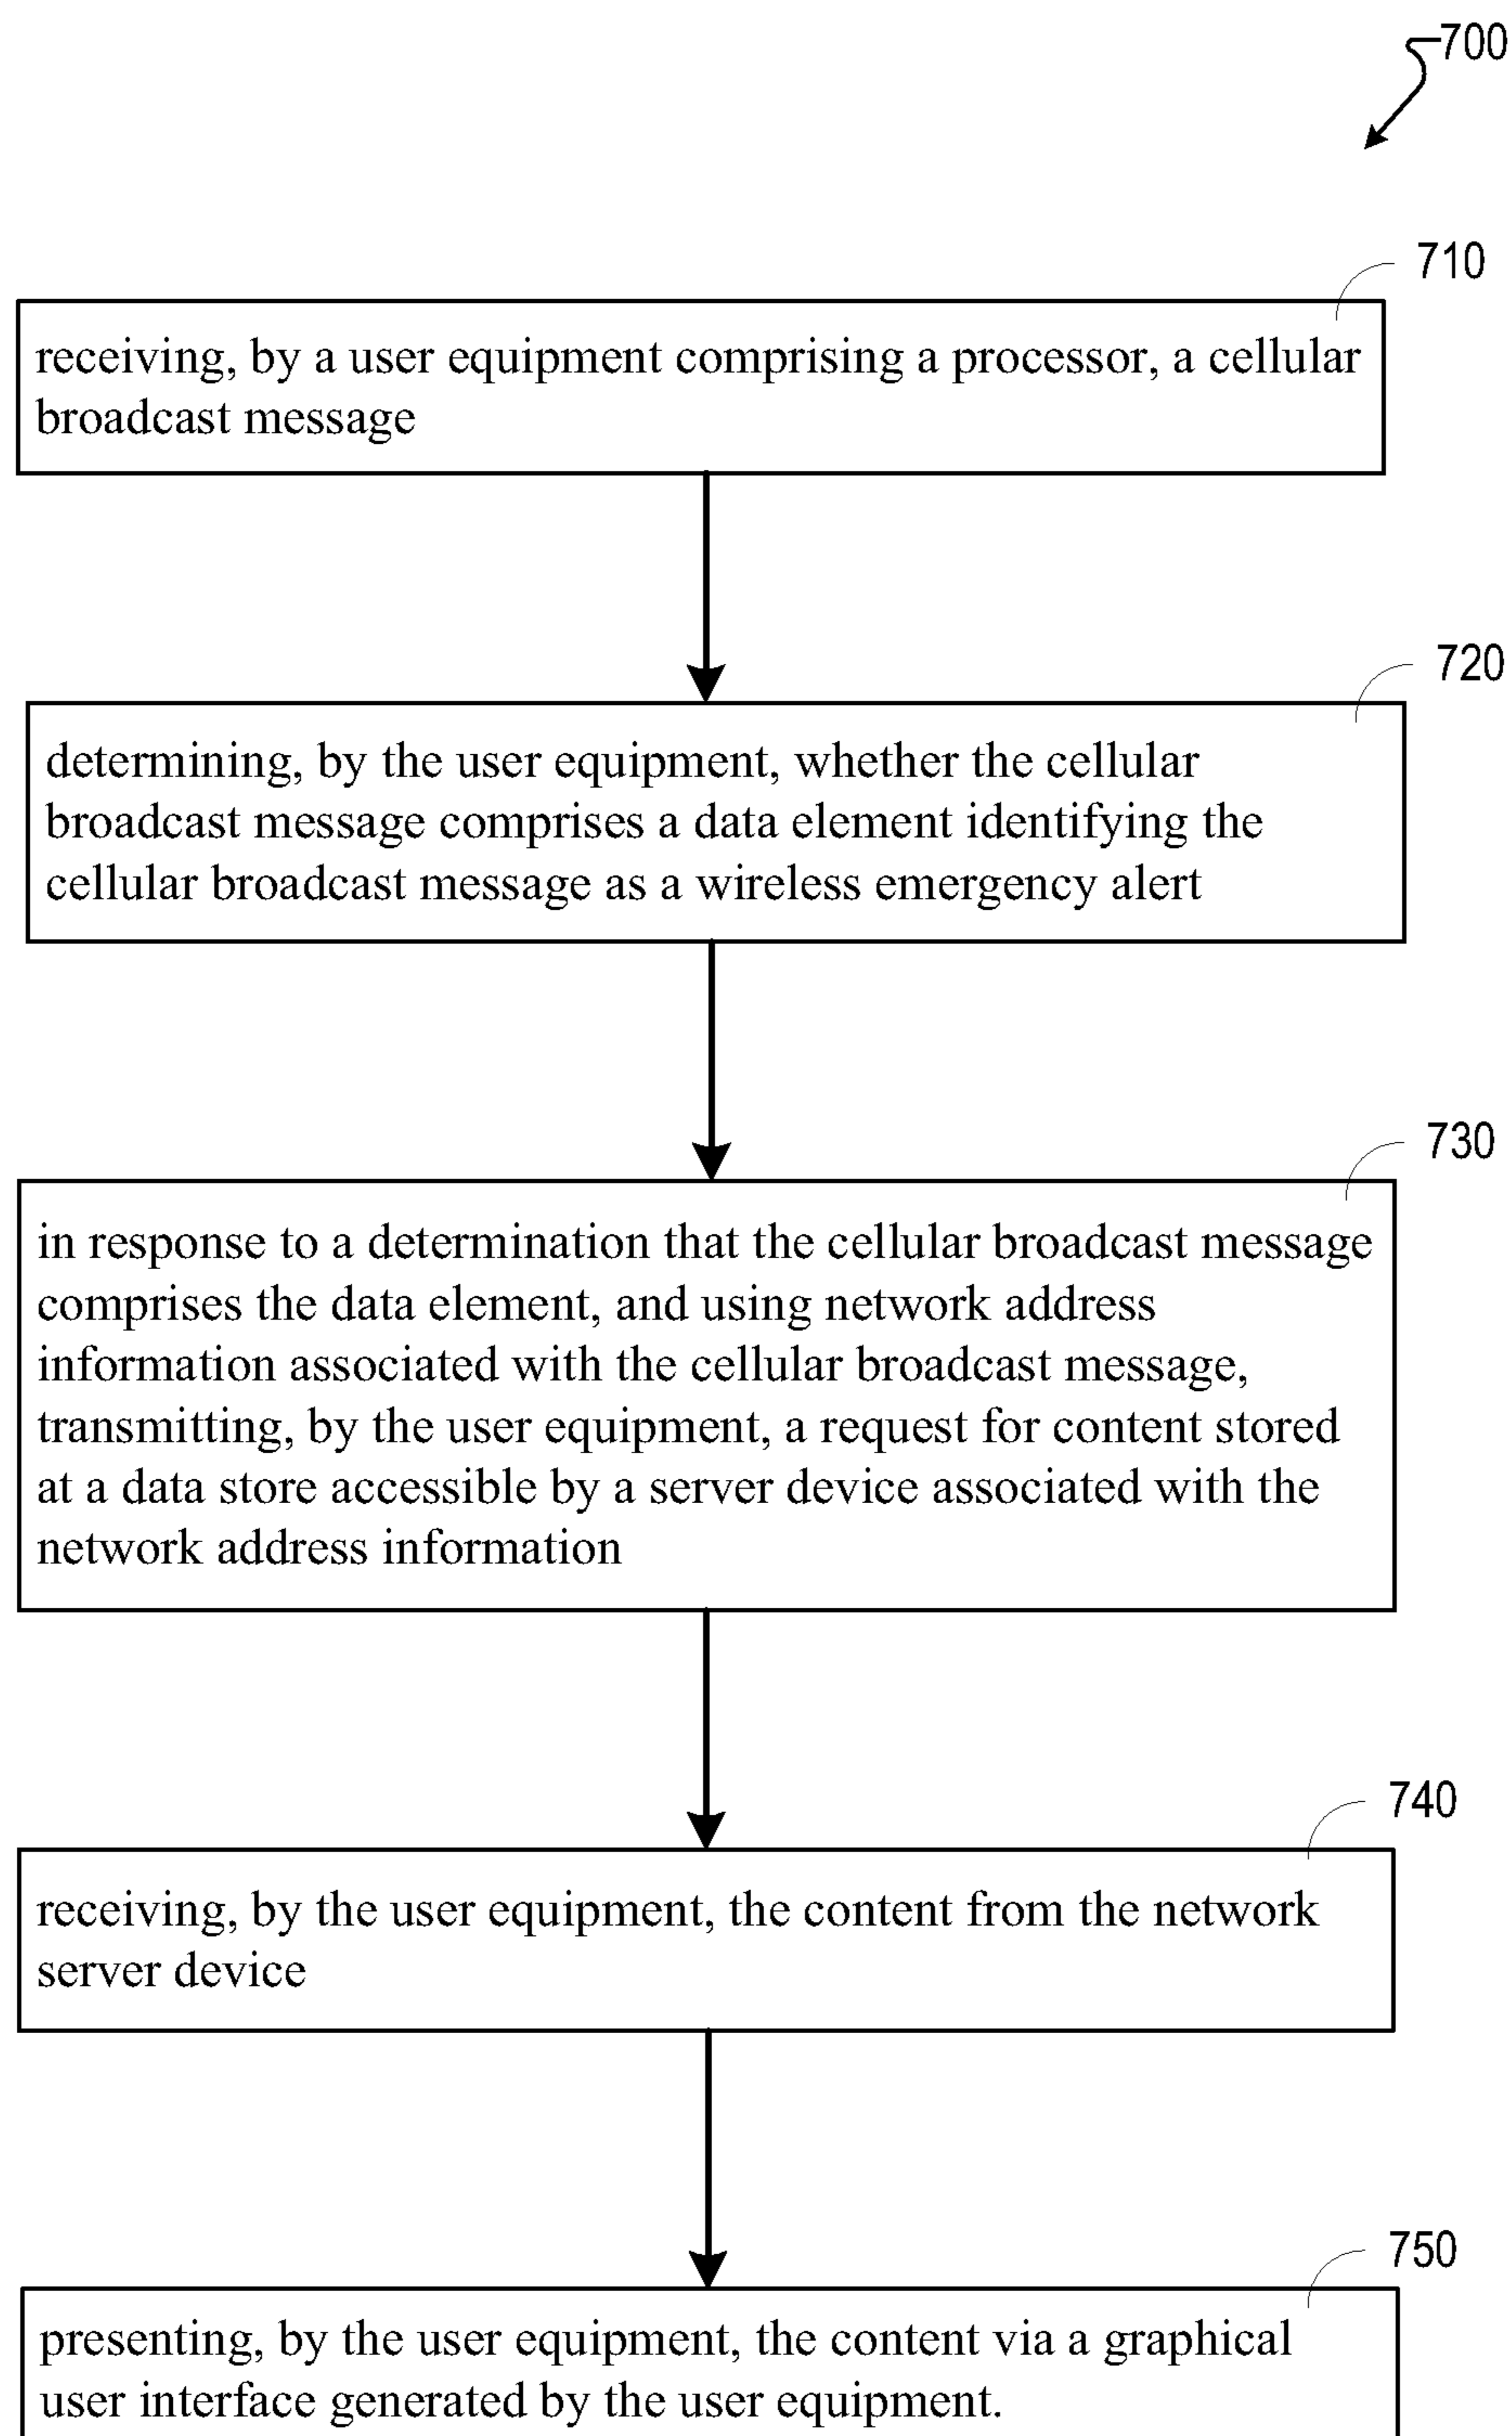 700
710
receiving, by a user equipment comprising a processor, a cellular
broadcast message
720
determining, by the user equipment, whether the cellular
broadcast message comprises a data element identifying the
cellular broadcast message as a wireless emergency alert
730
in response to a determination that the cellular broadcast message
comprises the data element, and using network address
information associated with the cellular broadcast message,
transmitting, by the user equipment, a request for content stored
at a data store accessible by a server device associated with the
network address information
740
receiving, by the user equipment, the content from the network
server device
750
presenting, by the user equipment, the content via a graphical
user interface generated by the user equipment.